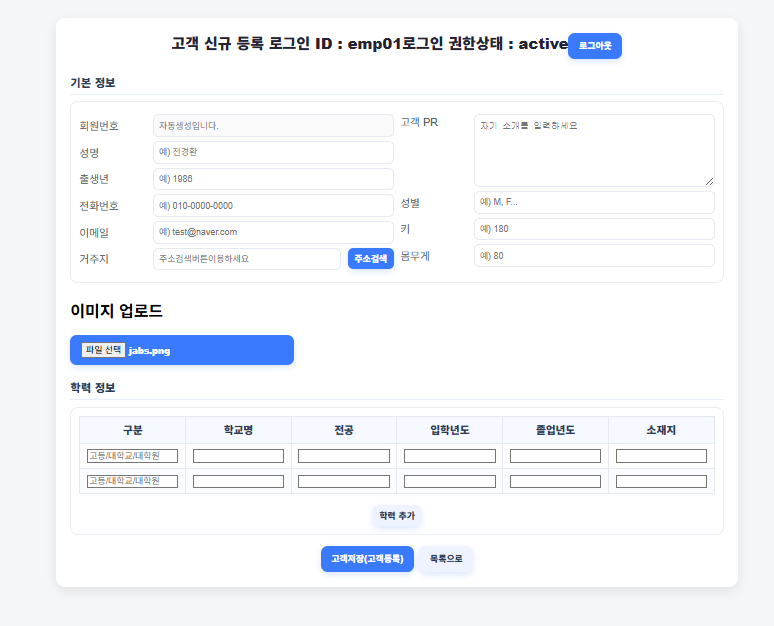 고객 신규 등록 로그인 ID : emp01로그인 권한상태 : active로그아웃
기본 정보
회원번호 자동생성입니다.
성명 예) 전경환
출생년 예) 1986
전화번호 예) 010-0000-0000
이메일 예) test@naver.com
거주지 주소검색버튼이용하세요 주소검색
고객 PR 자기 소개를 입력하세요
성별 예) M, F...
키 예) 180
몸무게 예) 80
이미지 업로드
파일 선택 jabs.png
학력 정보
구분 학교명 전공 입학년도 졸업년도 소재지
고등/대학교/대학원
고등/대학교/대학원
학력 추가
고객저장(고객등록) 목록으로